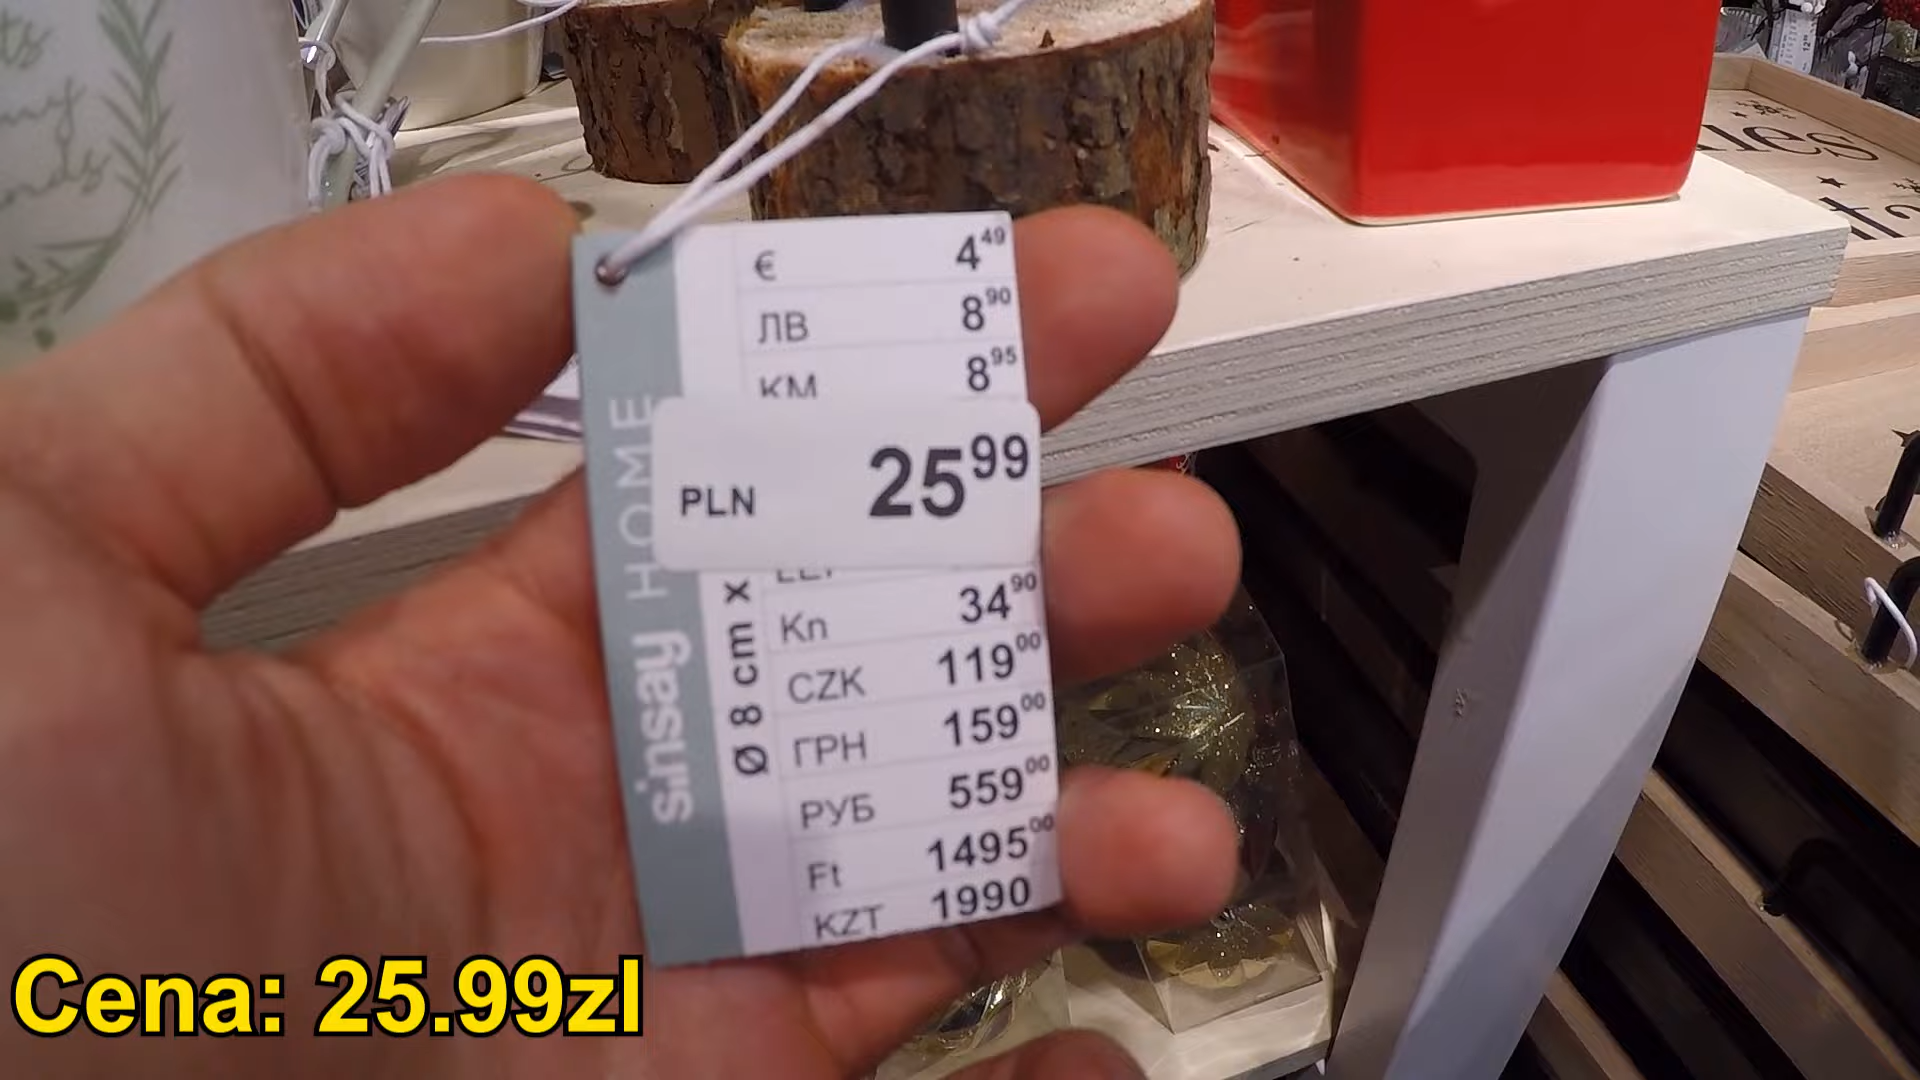 € 4⁴⁹
ЛВ 8⁹⁰
KM 8⁹⁵
PLN 25⁹⁹
Kn 34⁹⁰
CZK 119⁰⁰
ГРН 159⁰⁰
РУБ 559⁰⁰
Ft 1495⁰⁰
KZT 1990
Ø 8 cm x
sinsay HOME
Cena: 25.99zl